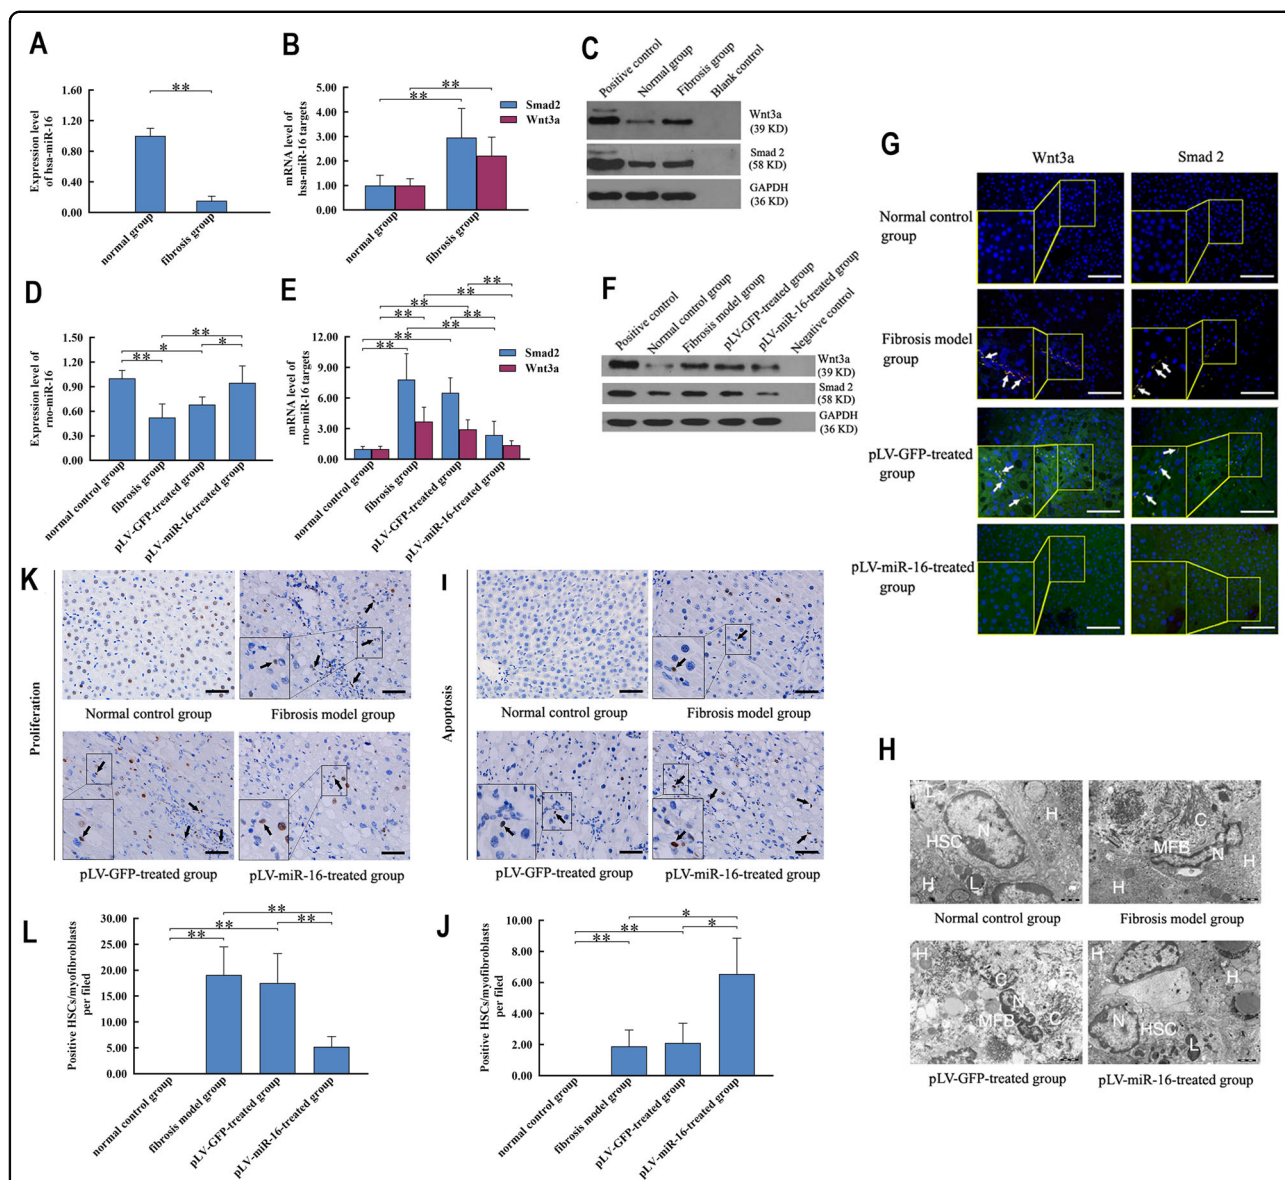 A
Expression level
of hsa-miR-16
1.60
1.20
0.80
0.40
0.00
**
normal group
fibrosis group
B
mRNA level of
hsa-miR-16 targets
5.00
4.00
3.00
2.00
1.00
0.00
**
**
Smad2
Wnt3a
normal group
fibrosis group
C
Positive control
Normal group
Fibrosis group
Blank control
Wnt3a
(39 KD)
Smad 2
(58 KD)
GAPDH
(36 KD)
D
Expression level of
rno-miR-16
1.50
1.20
0.90
0.60
0.30
0.00
**
*
**
*
normal control group
fibrosis group
pLV-GFP-treated group
pLV-miR-16-treated group
E
mRNA level of
rno-miR-16 targets
12.00
9.00
6.00
3.00
0.00
**
**
**
**
**
**
**
**
**
Smad2
Wnt3a
normal control group
fibrosis group
pLV-GFP-treated group
pLV-miR-16-treated group
F
Positive control
Normal control group
Fibrosis model group
pLV-GFP-treated group
pLV-miR-16-treated group
Negative control
Wnt3a
(39 KD)
Smad 2
(58 KD)
GAPDH
(36 KD)
G
Wnt3a
Smad 2
Normal control
group
Fibrosis model
group
pLV-GFP-treated
group
pLV-miR-16-treated
group
K
Proliferation
Normal control group
Fibrosis model group
pLV-GFP-treated group
pLV-miR-16-treated group
I
Apoptosis
Normal control group
Fibrosis model group
pLV-GFP-treated group
pLV-miR-16-treated group
H
L
HSC
N
H
H
L
Normal control group
C
MFB
N
H
H
Fibrosis model group
H
C
N
MFB
C
pLV-GFP-treated group
H
H
N
HSC
L
pLV-miR-16-treated group
L
Positive HSCs/myofibroblasts
per filed
30.00
25.00
20.00
15.00
10.00
5.00
0.00
**
**
**
**
normal control group
fibrosis model group
pLV-GFP-treated group
pLV-miR-16-treated group
J
Positive HSCs/myofibroblasts
per filed
10.00
8.00
6.00
4.00
2.00
0.00
**
**
*
*
normal control group
fibrosis model group
pLV-GFP-treated group
pLV-miR-16-treated group